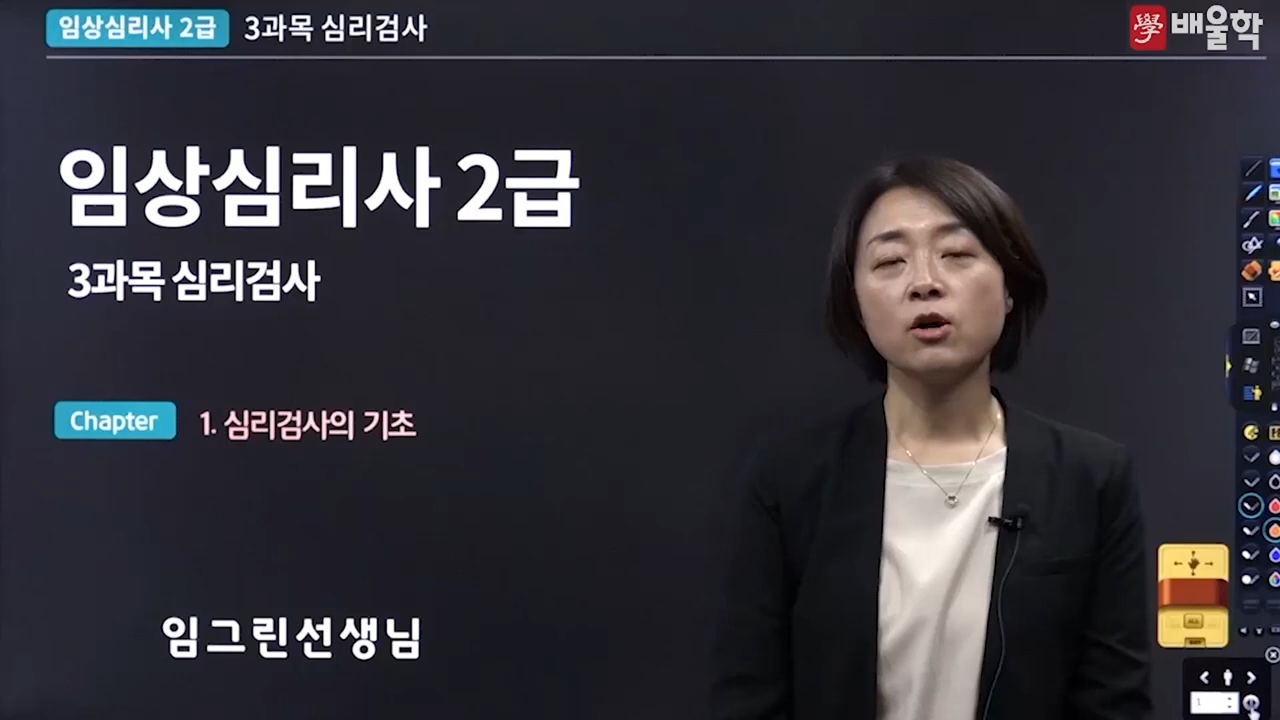 임상심리사 2급 3과목 심리검사
學 배울학
임상심리사 2급
3과목 심리검사
Chapter 1. 심리검사의 기초
임그린선생님
ALL
1